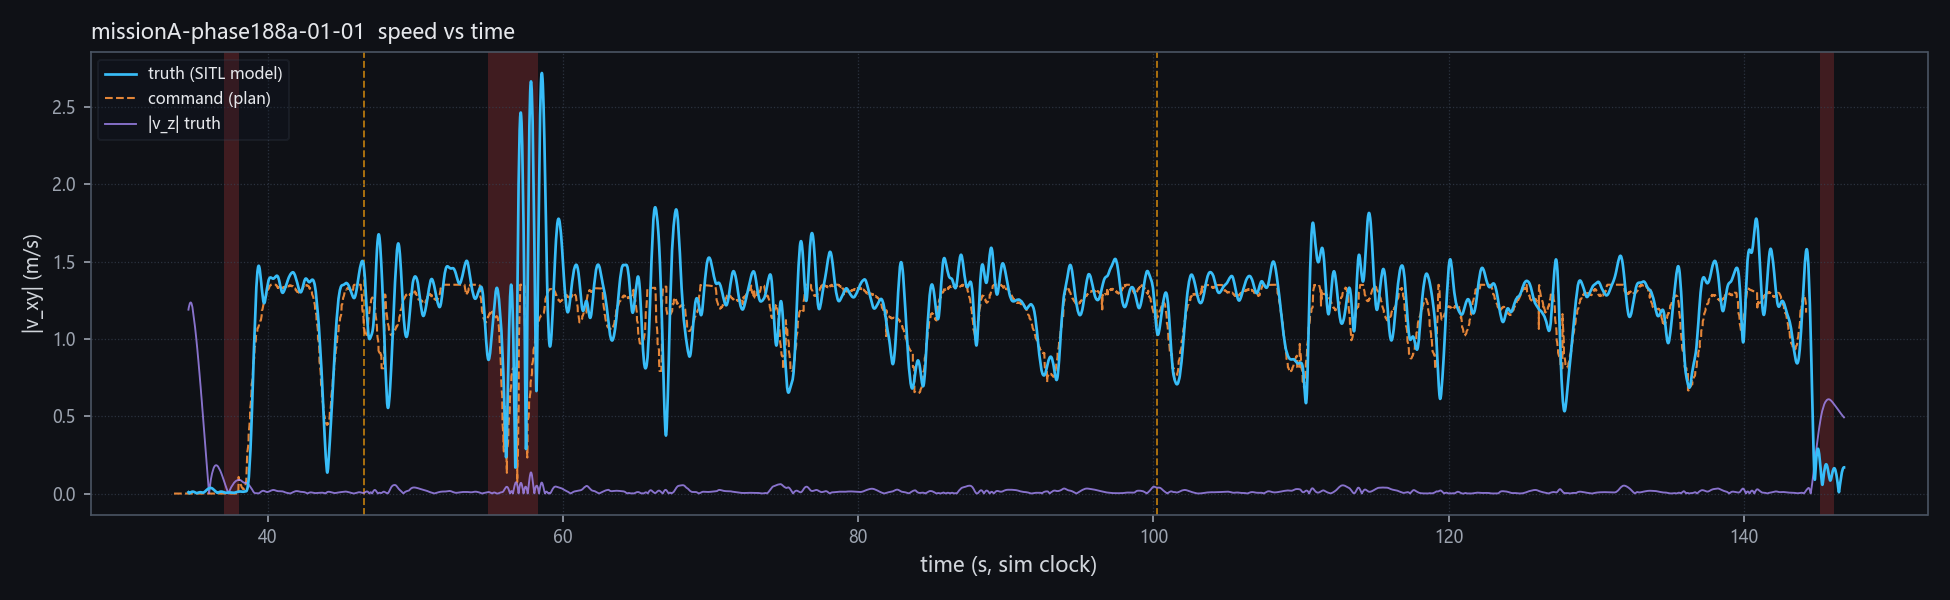 missionA-phase188a-01-01 speed vs time
truth (SITL model)
command (plan)
|v_z| truth
|v_xy| (m/s)
2.5
2.0
1.5
1.0
0.5
0.0
40
60
80
100
120
140
time (s, sim clock)